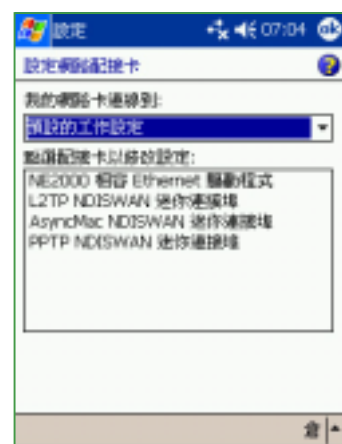 設定 07:04 ok
設定網路配接卡
我的網路卡連線到:
預設的工作設定
點選配接卡以修改設定:
NE2000 相容 Ethernet 驅動程式
L2TP NDISWAN 迷你連接埠
AsyncMac NDISWAN 迷你連接埠
PPTP NDISWAN 迷你連接埠
倉